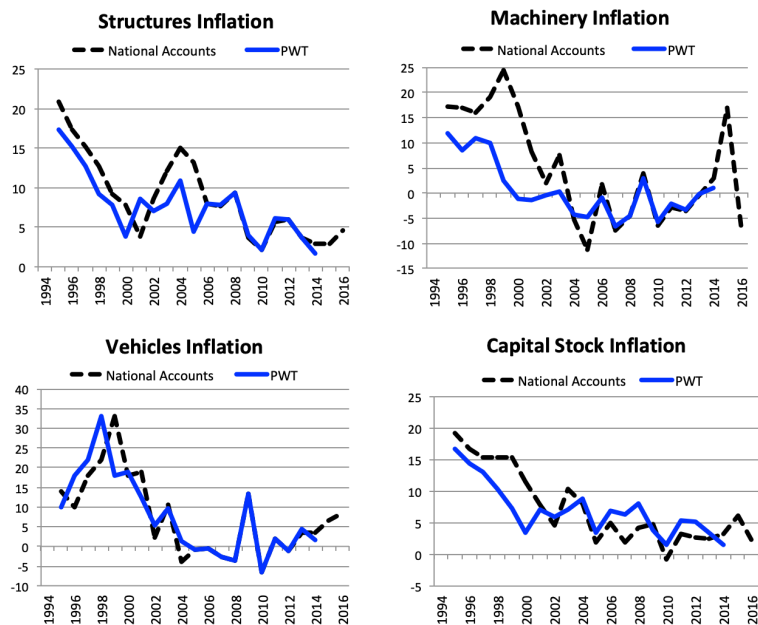 Structures Inflation
National Accounts PWT
25
20
15
10
5
0
1994 1996 1998 2000 2002 2004 2006 2008 2010 2012 2014 2016
Machinery Inflation
National Accounts PWT
25
20
15
10
5
0
-5
-10
-15
1994 1996 1998 2000 2002 2004 2006 2008 2010 2012 2014 2016
Vehicles Inflation
National Accounts PWT
40
35
30
25
20
15
10
5
0
-5
-10
1994 1996 1998 2000 2002 2004 2006 2008 2010 2012 2014 2016
Capital Stock Inflation
National Accounts PWT
25
20
15
10
5
0
-5
1994 1996 1998 2000 2002 2004 2006 2008 2010 2012 2014 2016